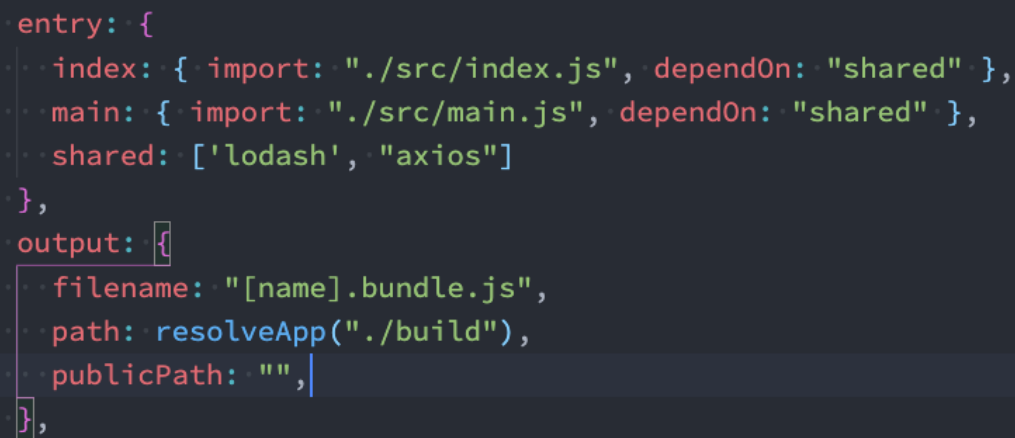 entry: {
index: { import: "./src/index.js", dependOn: "shared" },
main: { import: "./src/main.js", dependOn: "shared" },
shared: ['lodash', "axios"]
},
output: {
filename: "[name].bundle.js",
path: resolveApp("./build"),
publicPath: "",
},